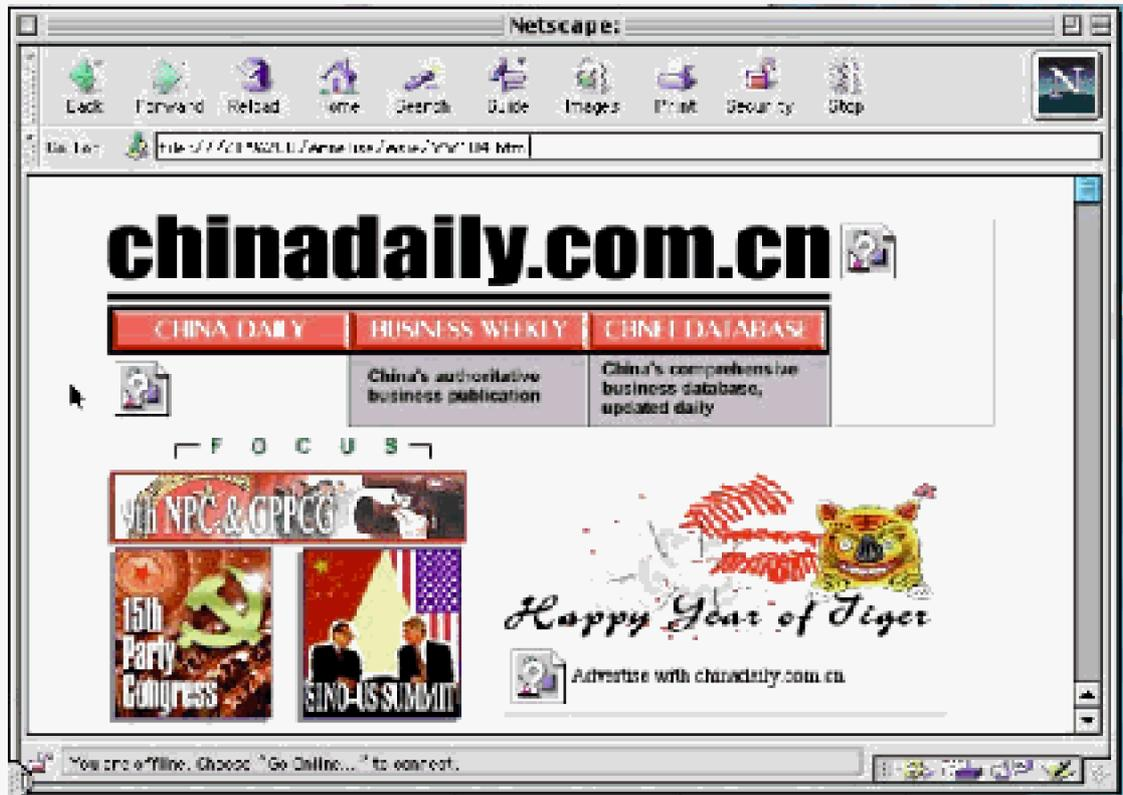 Netscape:
Back Forward Reload Home Search Guide Images Print Security Stop
N
chinadaily.com.cn
CHINA DAILY BUSINESS WEEKLY CBNET DATABASE
China's authoritative
business publication
China's comprehensive
business database,
updated daily
FOCUS
9th NPC & CPPCC
15th
Party
Congress
SINO-US SUMMIT
Happy Year of Tiger
Advertise with chinadaily.com.cn
You are offline. Choose "Go Online..." to connect.